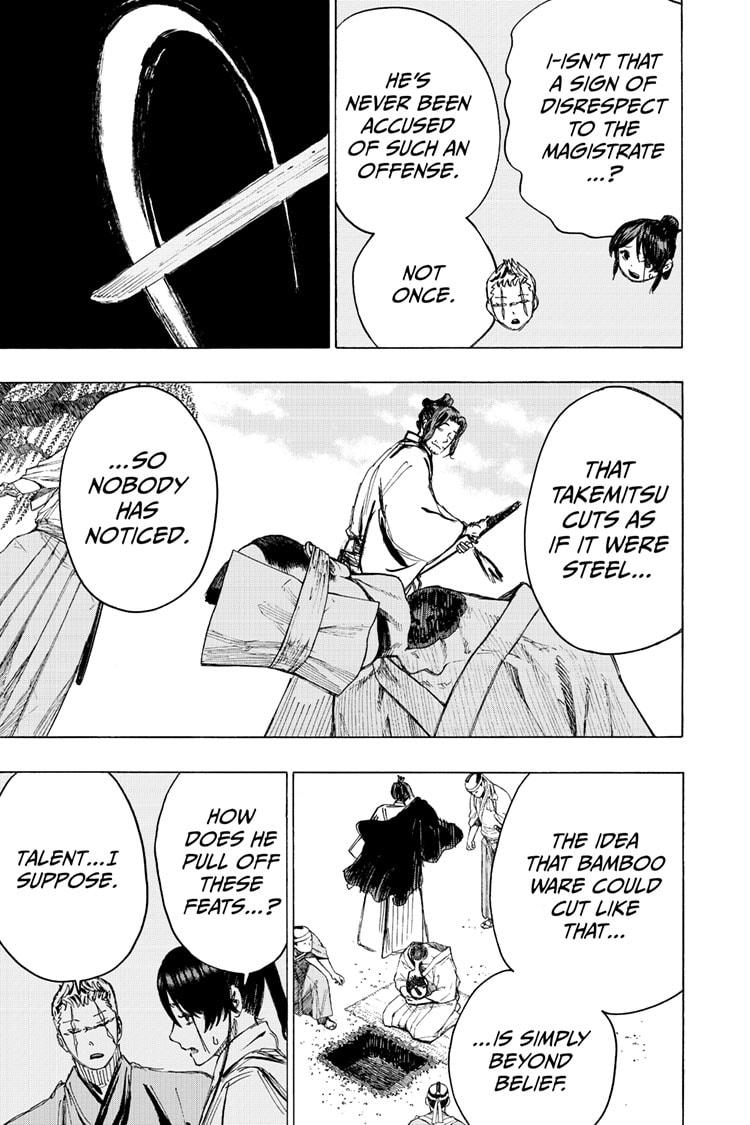 I-ISN'T THAT
A SIGN OF
DISRESPECT
TO THE
MAGISTRATE
...?
HE'S
NEVER BEEN
ACCUSED
OF SUCH AN
OFFENSE.
NOT
ONCE.
THAT
TAKEMITSU
CUTS AS
IF IT WERE
STEEL...
...SO
NOBODY
HAS
NOTICED.
THE IDEA
THAT BAMBOO
WARE COULD
CUT LIKE
THAT...
...IS SIMPLY
BEYOND
BELIEF.
HOW
DOES HE
PULL OFF
THESE
FEATS...?
TALENT...I
SUPPOSE.